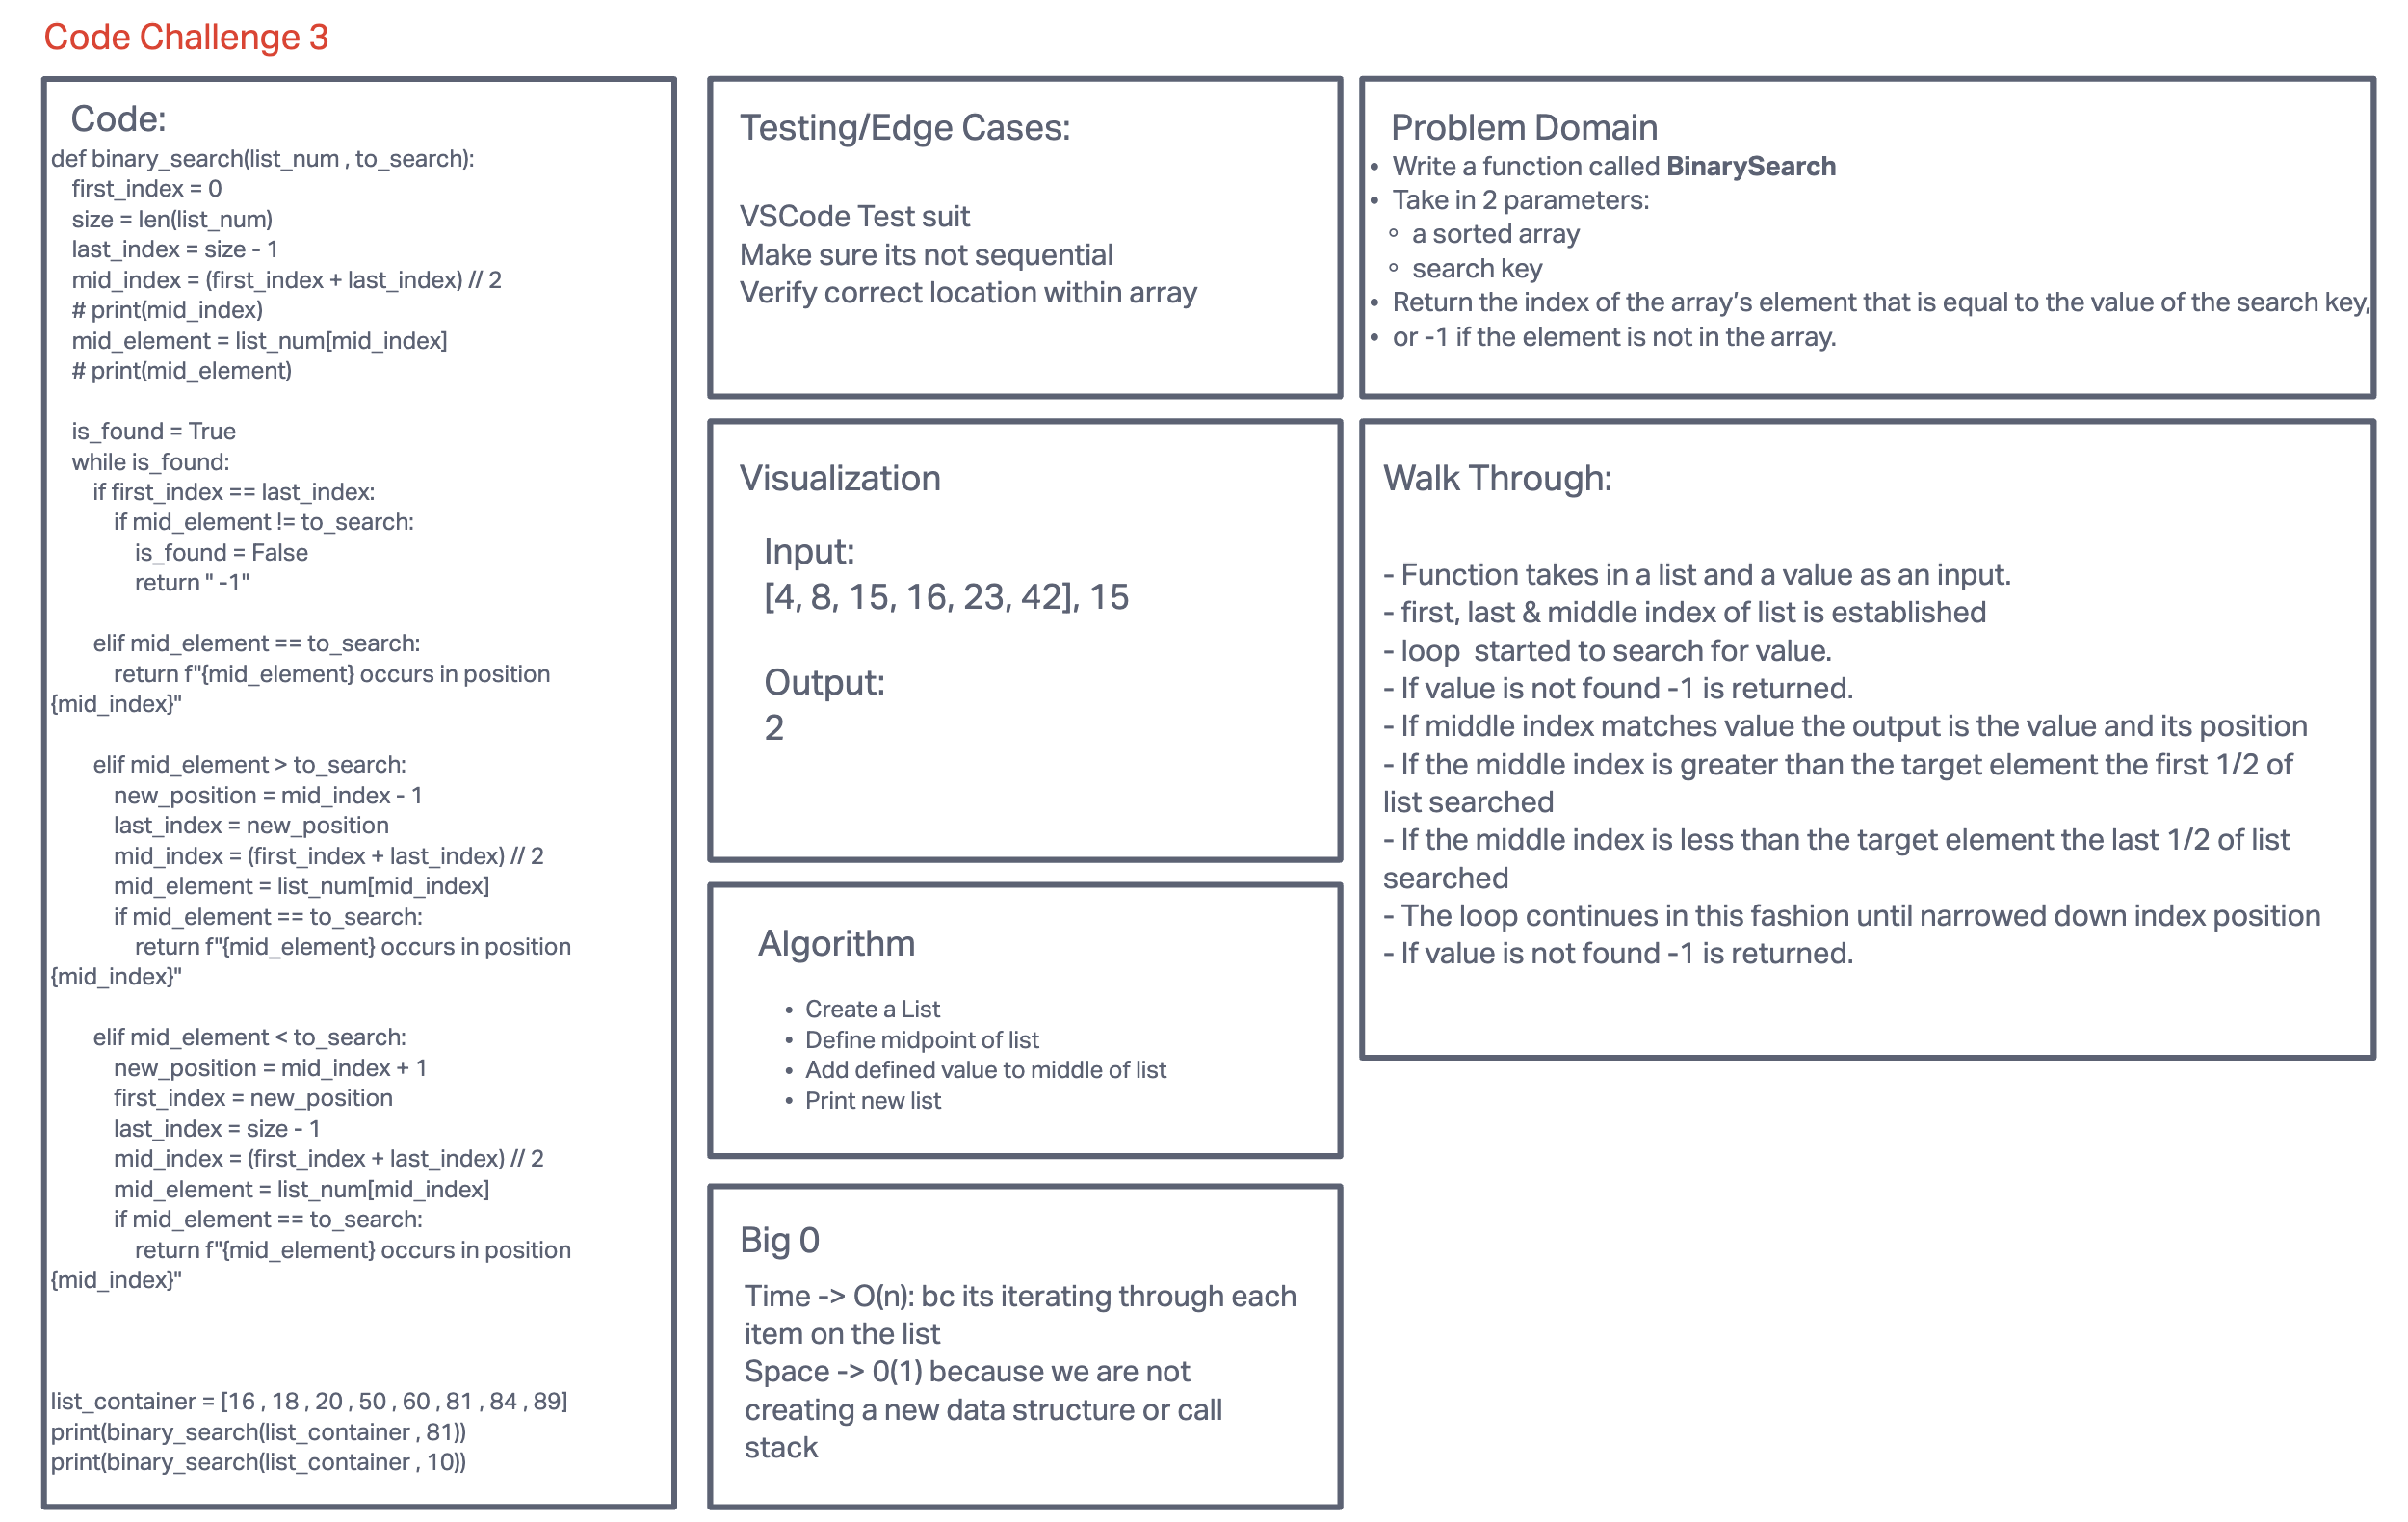 Code Challenge 3
Code:
def binary_search(list_num , to_search):
first_index = 0
size = len(list_num)
last_index = size - 1
mid_index = (first_index + last_index) // 2
# print(mid_index)
mid_element = list_num[mid_index]
# print(mid_element)
is_found = True
while is_found:
if first_index == last_index:
if mid_element != to_search:
is_found = False
return " -1"
elif mid_element == to_search:
return f"{mid_element} occurs in position
{mid_index}"
elif mid_element > to_search:
new_position = mid_index - 1
last_index = new_position
mid_index = (first_index + last_index) // 2
mid_element = list_num[mid_index]
if mid_element == to_search:
return f"{mid_element} occurs in position
{mid_index}"
elif mid_element < to_search:
new_position = mid_index + 1
first_index = new_position
last_index = size - 1
mid_index = (first_index + last_index) // 2
mid_element = list_num[mid_index]
if mid_element == to_search:
return f"{mid_element} occurs in position
{mid_index}"
list_container = [16 , 18 , 20 , 50 , 60 , 81 , 84 , 89]
print(binary_search(list_container , 81))
print(binary_search(list_container , 10))
Testing/Edge Cases:
VSCode Test suit
Make sure its not sequential
Verify correct location within array
Visualization
Input:
[4, 8, 15, 16, 23, 42], 15
Output:
2
Algorithm
• Create a List
• Define midpoint of list
• Add defined value to middle of list
• Print new list
Big 0
Time -> O(n): bc its iterating through each
item on the list
Space -> 0(1) because we are not
creating a new data structure or call
stack
Problem Domain
• Write a function called BinarySearch
• Take in 2 parameters:
◦ a sorted array
◦ search key
• Return the index of the array’s element that is equal to the value of the search key,
• or -1 if the element is not in the array.
Walk Through:
- Function takes in a list and a value as an input.
- first, last & middle index of list is established
- loop  started to search for value.
- If value is not found -1 is returned.
- If middle index matches value the output is the value and its position
- If the middle index is greater than the target element the first 1/2 of
list searched
- If the middle index is less than the target element the last 1/2 of list
searched
- The loop continues in this fashion until narrowed down index position
- If value is not found -1 is returned.